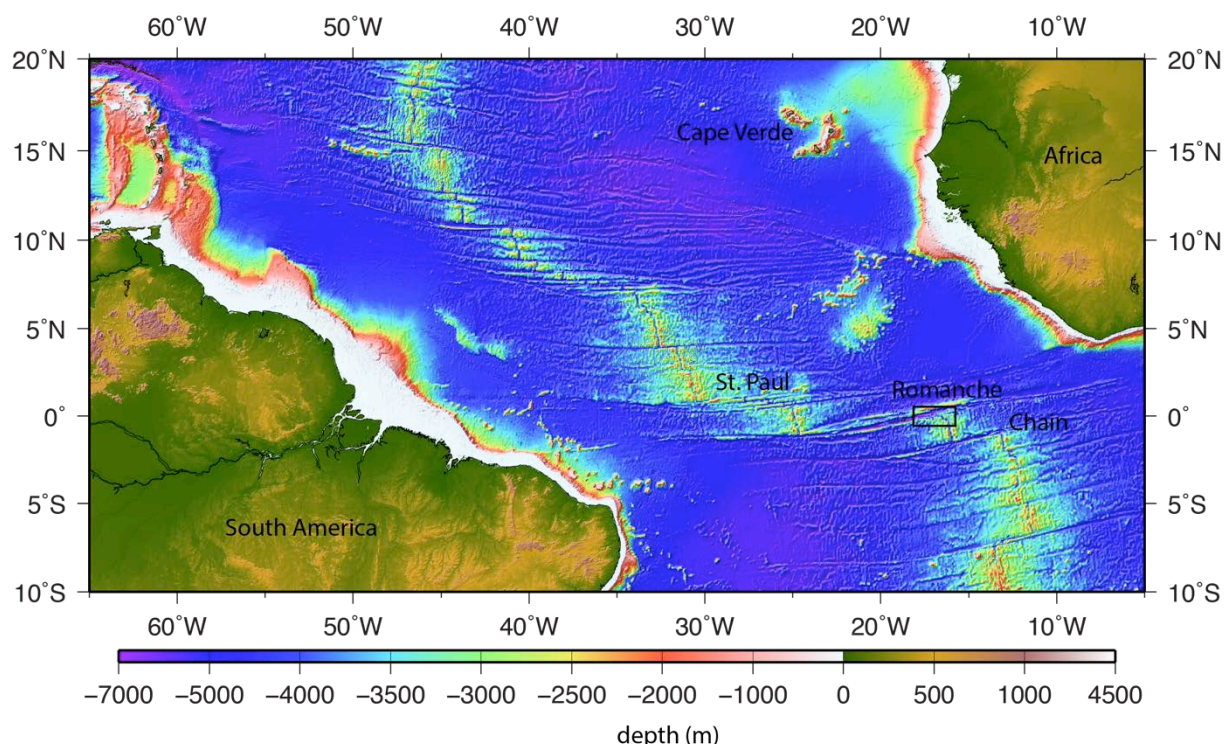 60˚W 50˚W 40˚W 30˚W 20˚W 10˚W
20˚N 20˚N
Cape Verde
15˚N Africa 15˚N
10˚N 10˚N
5˚N 5˚N
St. Paul
Romanche
0˚ 0˚
Chain
5˚S 5˚S
South America
10˚S 10˚S
60˚W 50˚W 40˚W 30˚W 20˚W 10˚W
−7000 −5000 −4000 −3500 −3000 −2500 −2000 −1000 0 500 1000 4500
depth (m)